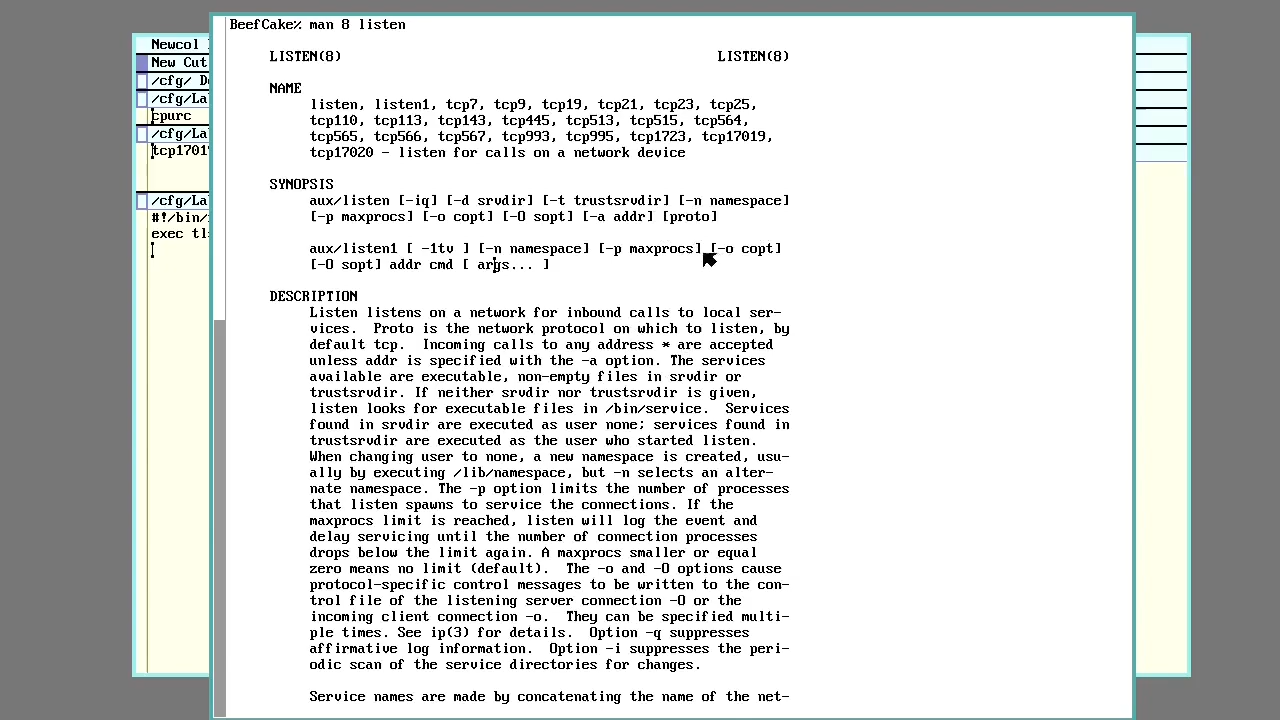 BeefCake% man 8 listen
LISTEN(8) LISTEN(8)
NAME
listen, listen1, tcp7, tcp9, tcp19, tcp21, tcp23, tcp25,
tcp110, tcp113, tcp143, tcp445, tcp513, tcp515, tcp564,
tcp565, tcp566, tcp567, tcp993, tcp995, tcp1723, tcp17019,
tcp17020 - listen for calls on a network device
SYNOPSIS
aux/listen [-iq] [-d srvdir] [-t trustsrvdir] [-n namespace]
[-p maxprocs] [-o copt] [-O sopt] [-a addr] [proto]
aux/listen1 [ -1tv ] [-n namespace] [-p maxprocs] [-o copt]
[-O sopt] addr cmd [ args... ]
DESCRIPTION
Listen listens on a network for inbound calls to local ser-
vices.  Proto is the network protocol on which to listen, by
default tcp.  Incoming calls to any address * are accepted
unless addr is specified with the -a option. The services
available are executable, non-empty files in srvdir or
trustsrvdir. If neither srvdir nor trustsrvdir is given,
listen looks for executable files in /bin/service.  Services
found in srvdir are executed as user none; services found in
trustsrvdir are executed as the user who started listen.
When changing user to none, a new namespace is created, usu-
ally by executing /lib/namespace, but -n selects an alter-
nate namespace. The -p option limits the number of processes
that listen spawns to service the connections. If the
maxprocs limit is reached, listen will log the event and
delay servicing until the number of connection processes
drops below the limit again. A maxprocs smaller or equal
zero means no limit (default).  The -o and -O options cause
protocol-specific control messages to be written to the con-
trol file of the listening server connection -O or the
incoming client connection -o.  They can be specified multi-
ple times. See ip(3) for details.  Option -q suppresses
affirmative log information.  Option -i suppresses the peri-
odic scan of the service directories for changes.
Service names are made by concatenating the name of the net-
Newcol
New Cut
/cfg/ D
/cfg/La
cpurc
/cfg/La
tcp1701
/cfg/La
#!/bin/
exec tl